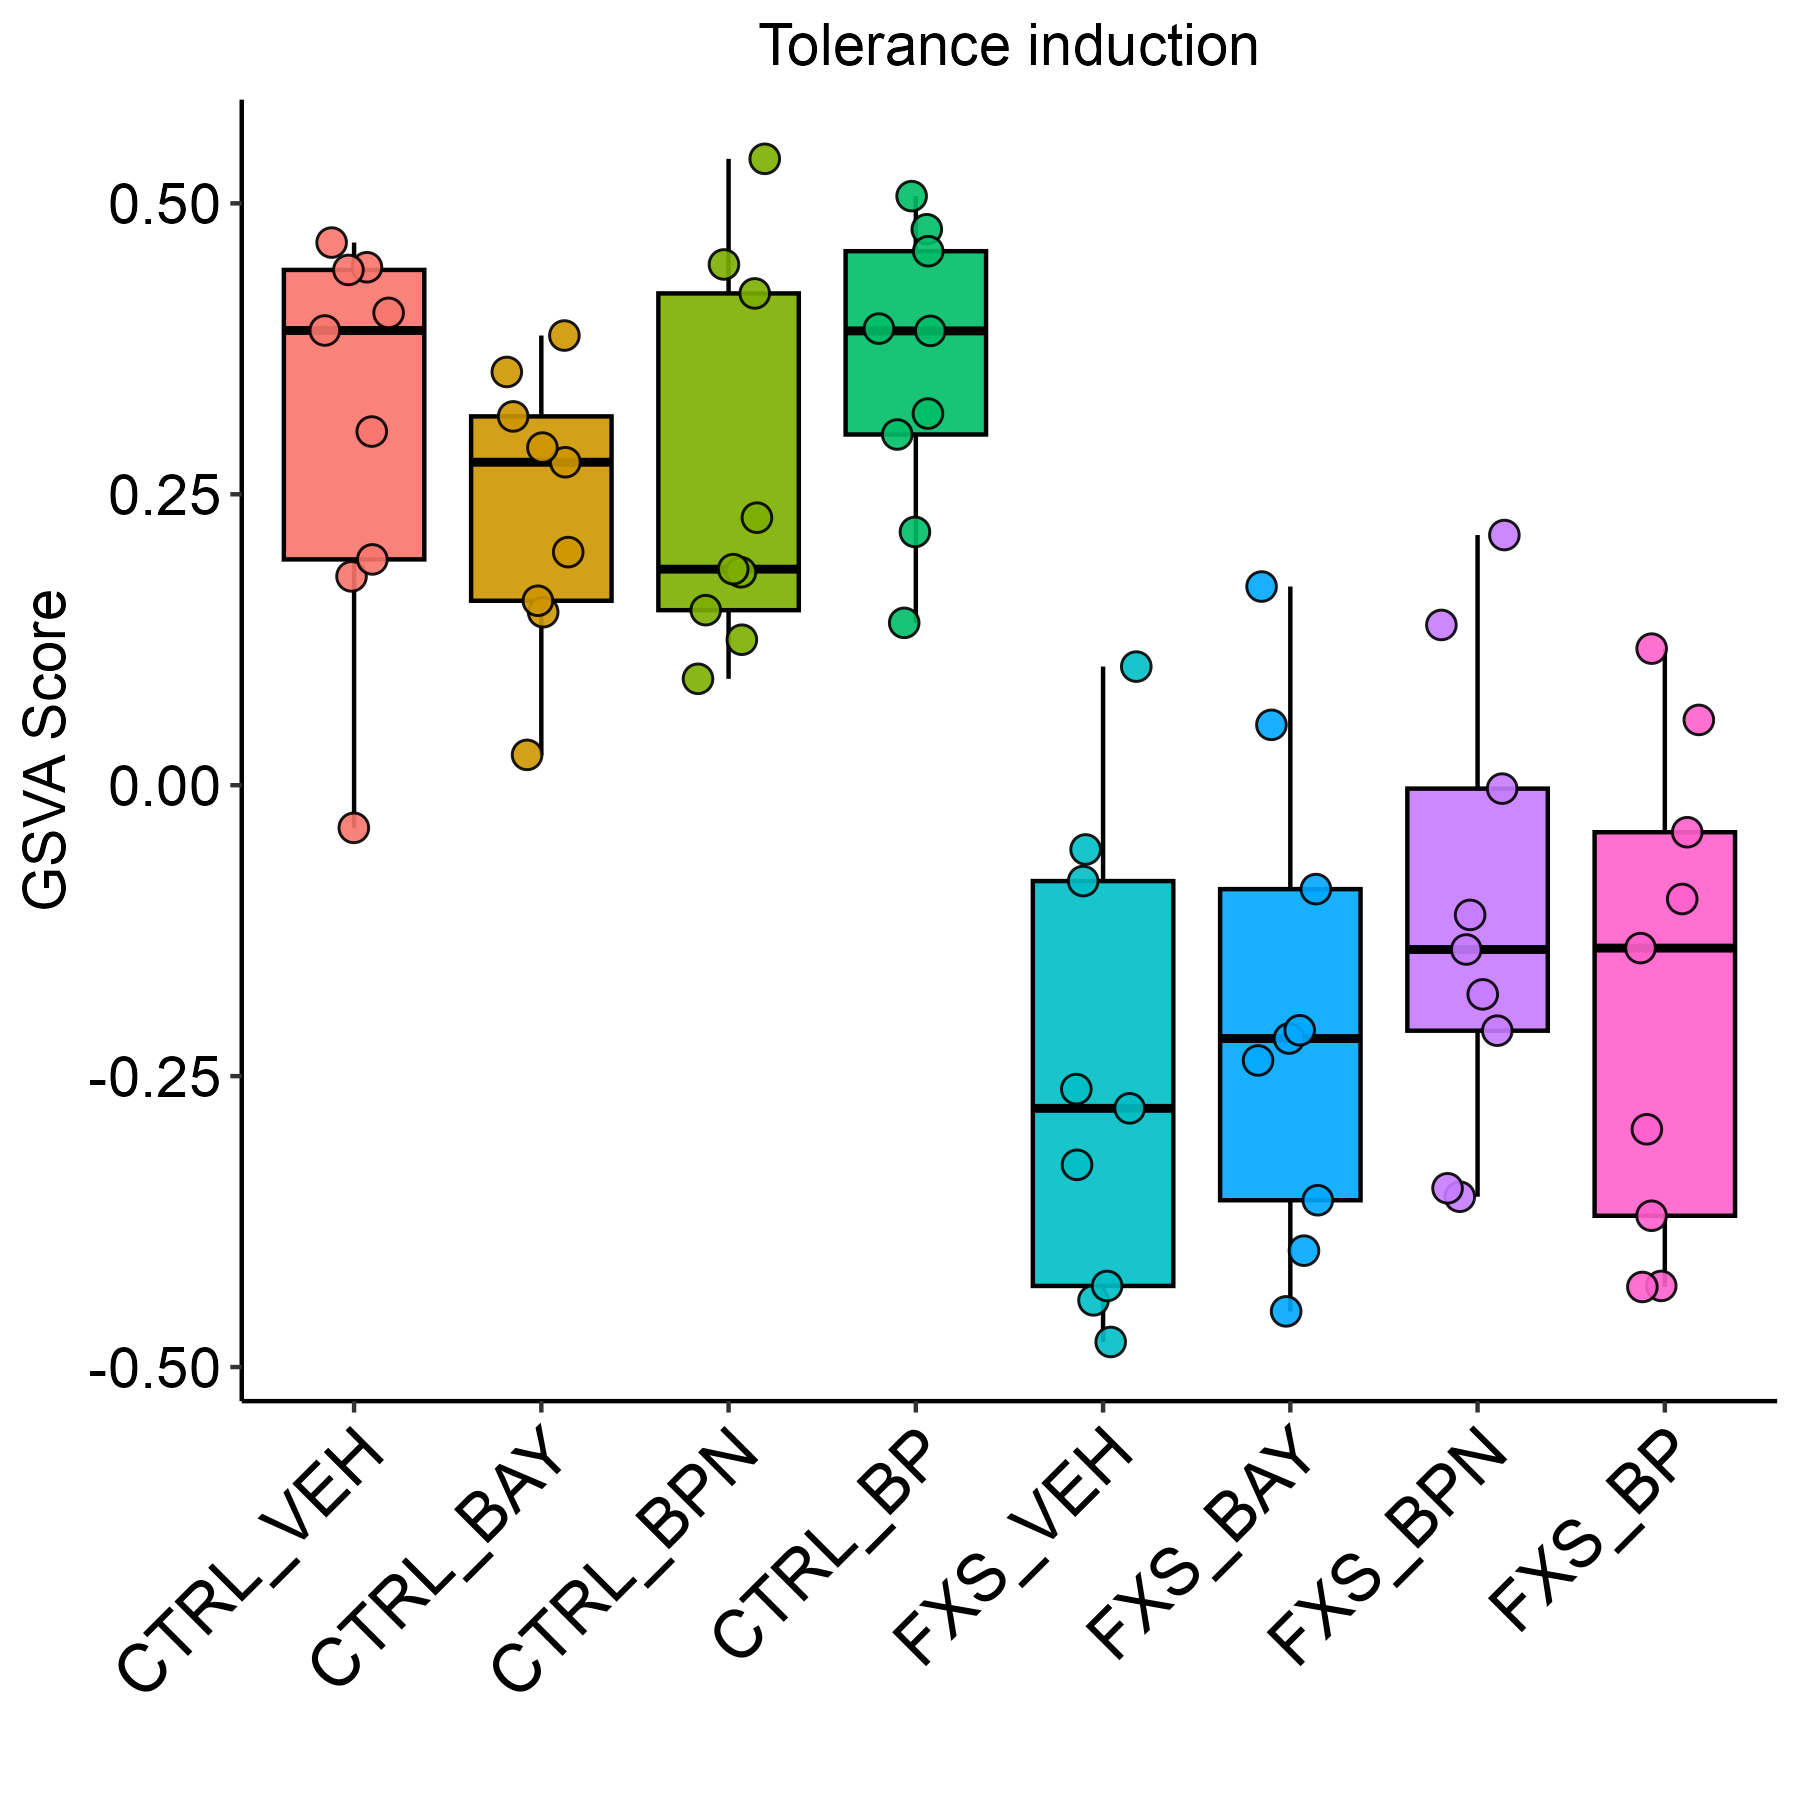 Tolerance induction
GSVA Score
0.50
0.25
0.00
-0.25
-0.50
CTRL_VEH
CTRL_BAY
CTRL_BPN
CTRL_BP
FXS_VEH
FXS_BAY
FXS_BPN
FXS_BP